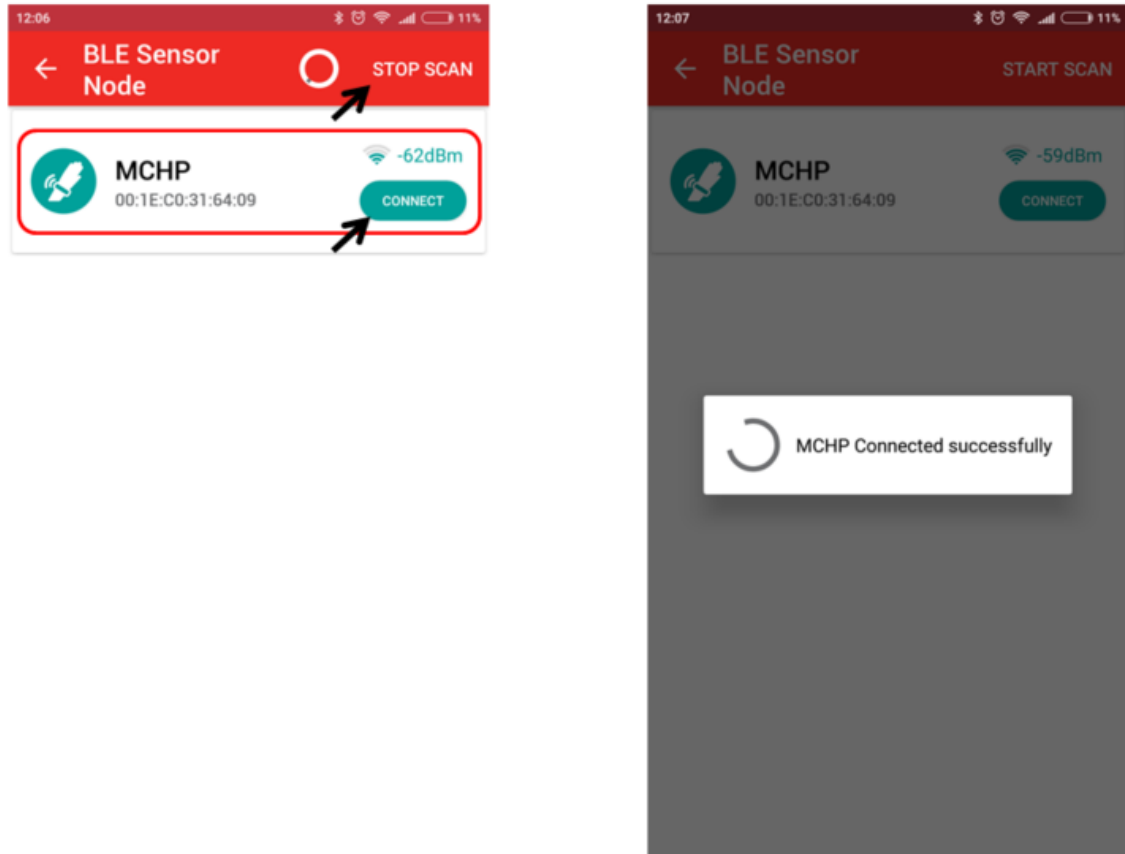 12:06 11%
BLE Sensor
Node
STOP SCAN
MCHP
00:1E:C0:31:64:09
-62dBm
CONNECT
12:07 11%
BLE Sensor
Node
START SCAN
MCHP
00:1E:C0:31:64:09
-59dBm
CONNECT
MCHP Connected successfully